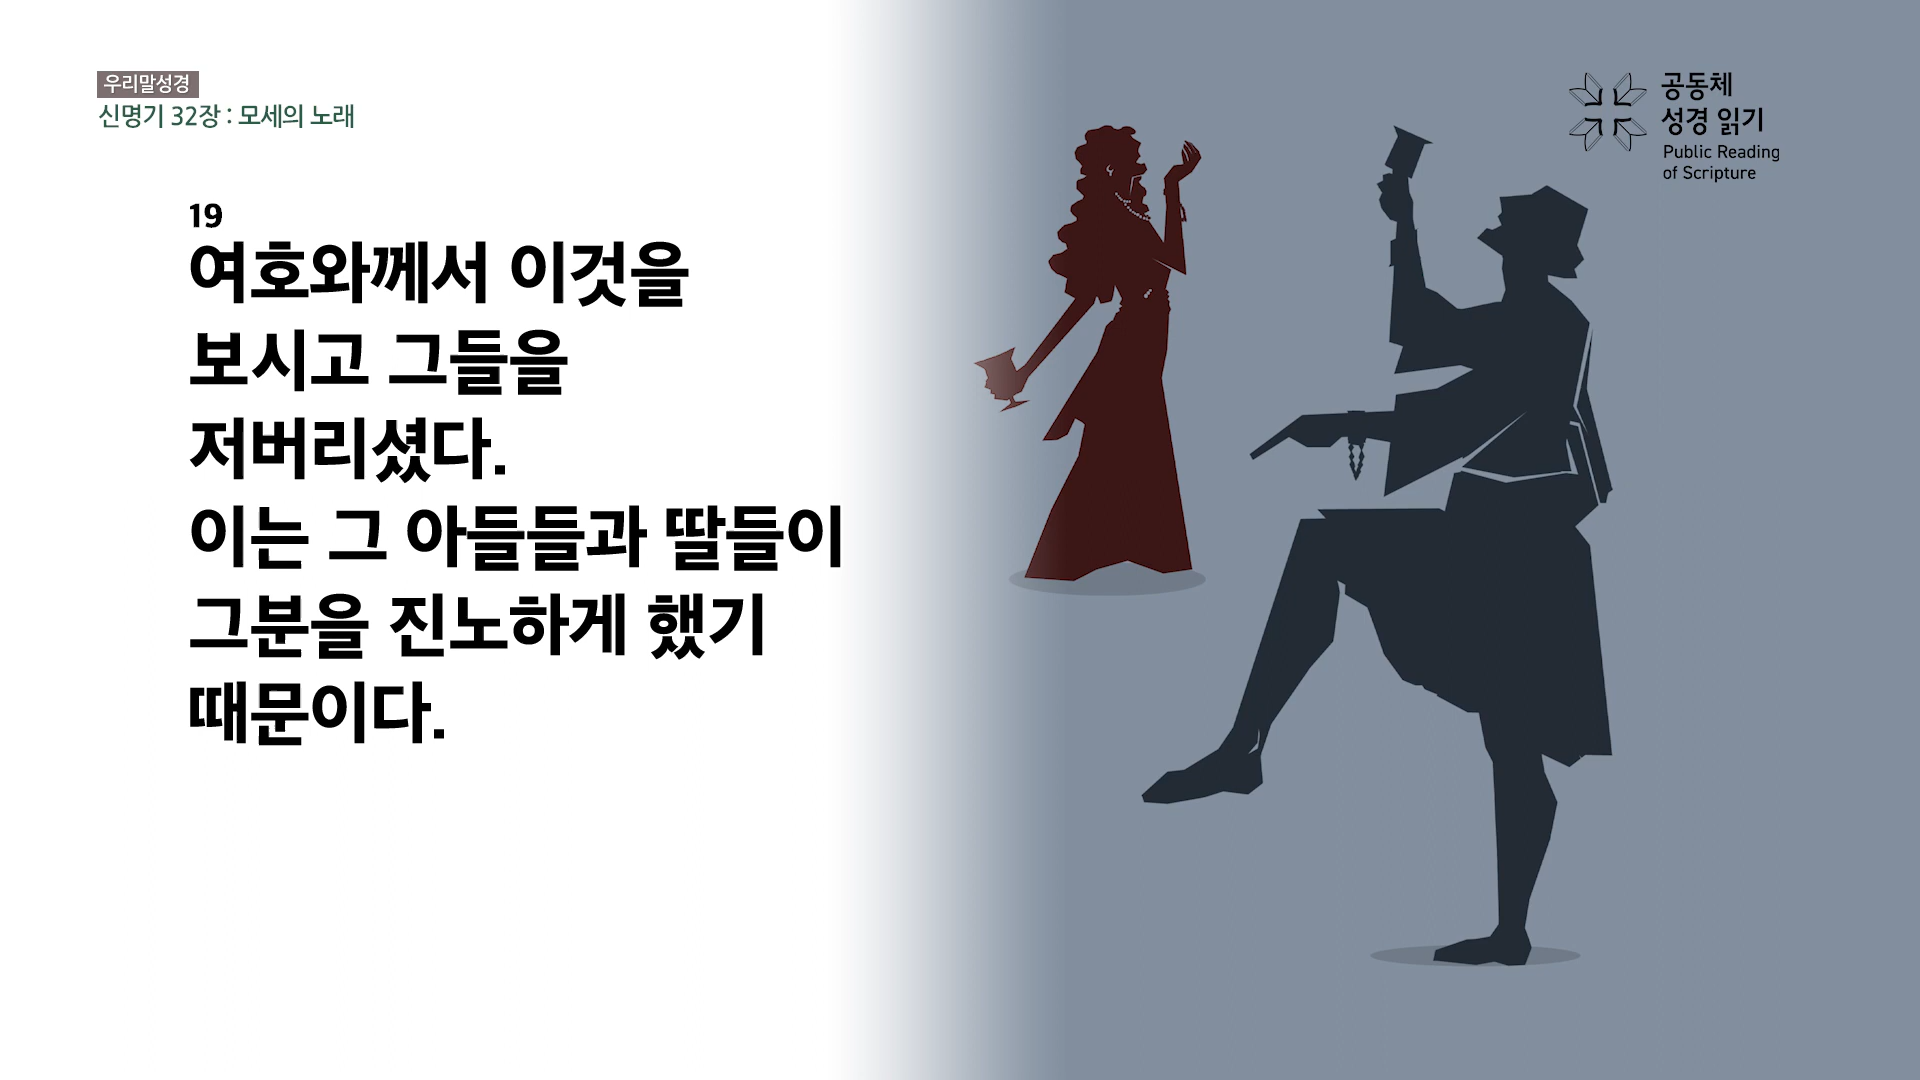 우리말성경
신명기 32장 : 모세의 노래
19
여호와께서 이것을
보시고 그들을
저버리셨다.
이는 그 아들들과 딸들이
그분을 진노하게 했기
때문이다.
공동체
성경 읽기
Public Reading
of Scripture